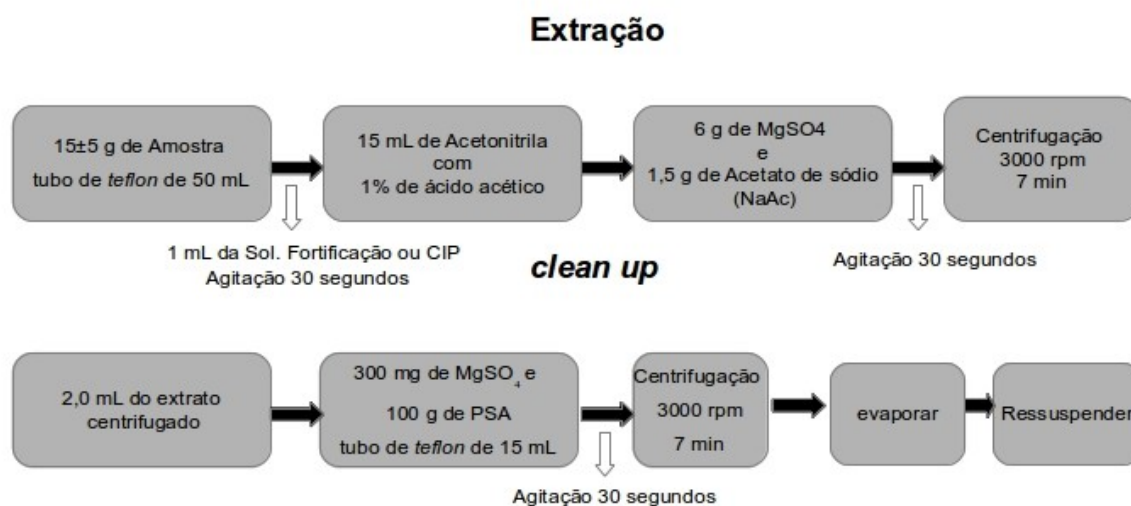 Extração
15±5 g de Amostra
tubo de teflon de 50 mL
15 mL de Acetonitrila
com
1% de ácido acético
6 g de MgSO4
e
1,5 g de Acetato de sódio
(NaAc)
Centrifugação
3000 rpm
7 min
1 mL da Sol. Fortificação ou CIP
Agitação 30 segundos
Agitação 30 segundos
clean up
2,0 mL do extrato
centrifugado
300 mg de MgSO₄ e
100 g de PSA
tubo de teflon de 15 mL
Centrifugação
3000 rpm
7 min
evaporar
Ressuspender
Agitação 30 segundos